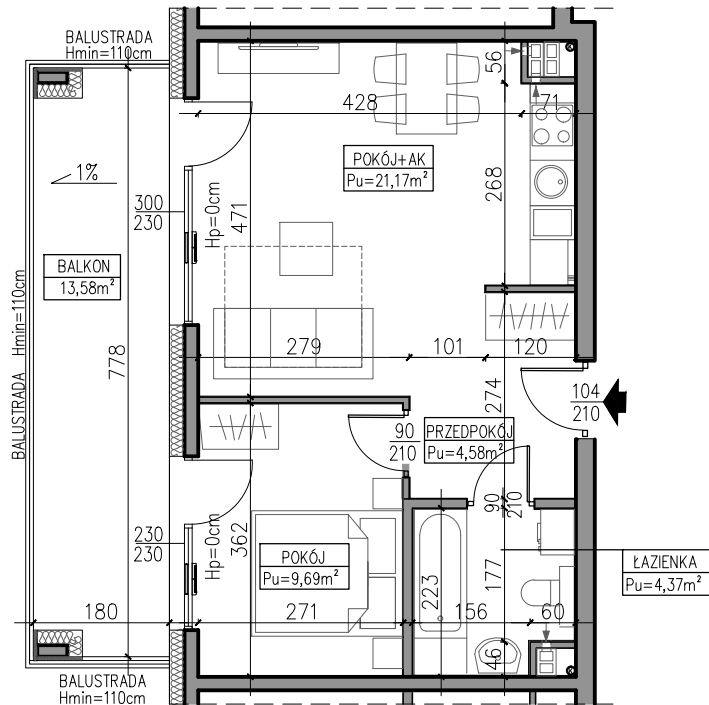 BALUSTRADA
Hmin=110cm
56
428
71
1%
POKÓJ+AK
Pu=21,17m²
300
230
Hp=0cm
471
268
BALKON
13,58m²
BALUSTRADA Hmin=110cm
778
279
101
120
274
104
210
90
210
PRZEDPOKÓJ
Pu=4,58m²
90
210
230
230
Hp=0cm
362
POKÓJ
Pu=9,69m²
177
223
ŁAZIENKA
Pu=4,37m²
180
271
156
60
46
BALUSTRADA
Hmin=110cm